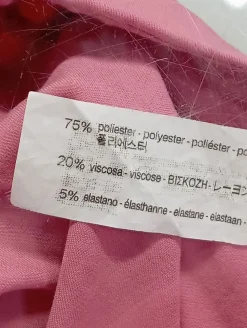 75% poliester - polyester - poliéster - po
폴리에스터
20% viscosa - viscose - ΒΙΣΚΟΖΗ - レーヨン
5% elastano - élasthanne - elastane - elastaan -